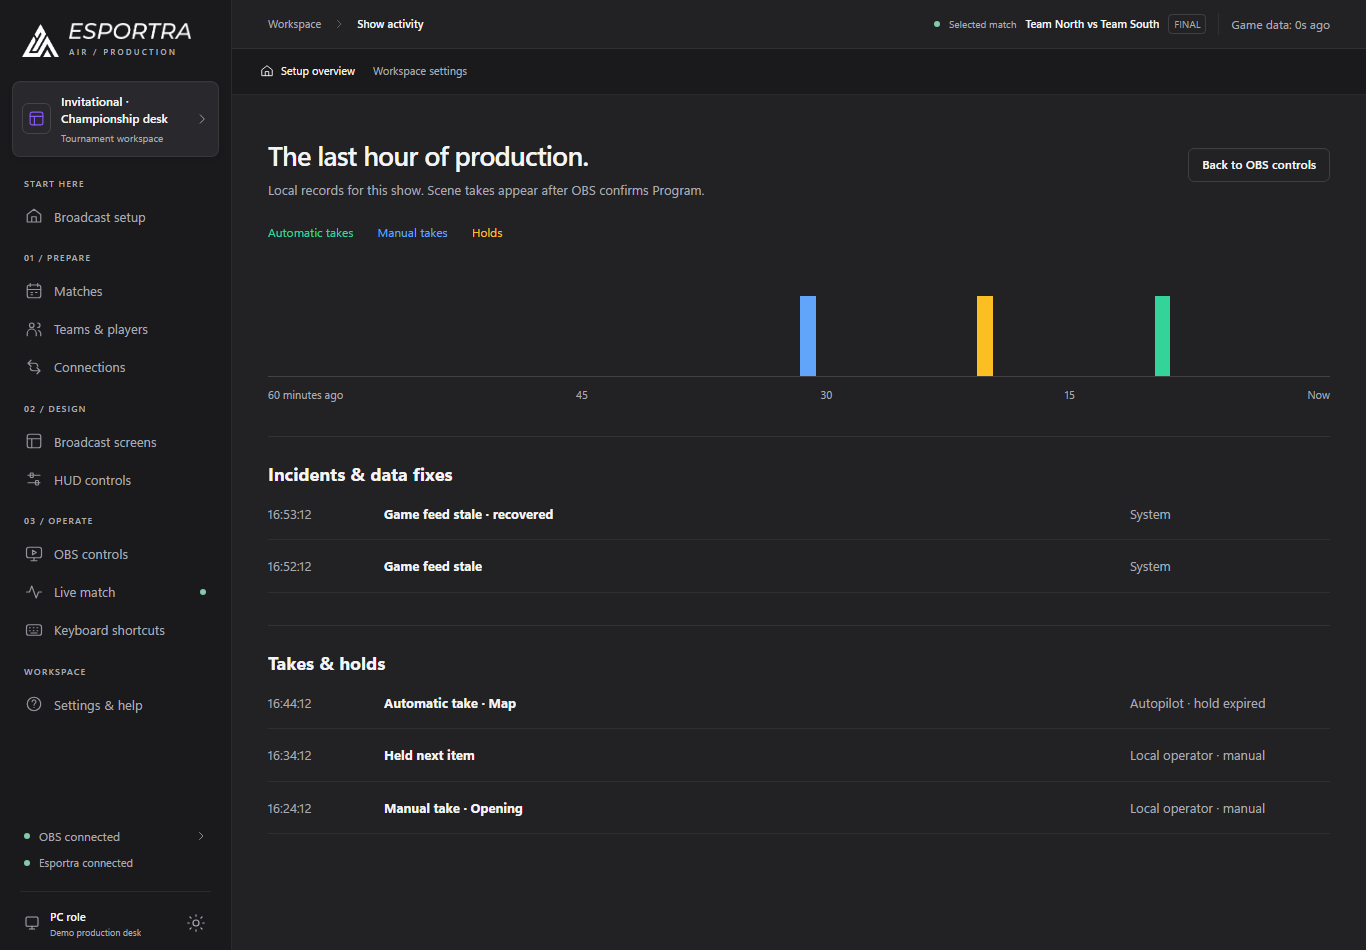 ESPORTRA
AIR / PRODUCTION
Invitational ·
Championship desk
Tournament workspace
START HERE
Broadcast setup
01 / PREPARE
Matches
Teams & players
Connections
02 / DESIGN
Broadcast screens
HUD controls
03 / OPERATE
OBS controls
Live match
Keyboard shortcuts
WORKSPACE
Settings & help
OBS connected
Esportra connected
PC role
Demo production desk
Workspace > Show activity
Selected match Team North vs Team South FINAL Game data: 0s ago
Setup overview Workspace settings
The last hour of production.
Local records for this show. Scene takes appear after OBS confirms Program.
Back to OBS controls
Automatic takes Manual takes Holds
60 minutes ago 45 30 15 Now
Incidents & data fixes
16:53:12 Game feed stale · recovered System
16:52:12 Game feed stale System
Takes & holds
16:44:12 Automatic take · Map Autopilot · hold expired
16:34:12 Held next item Local operator · manual
16:24:12 Manual take · Opening Local operator · manual